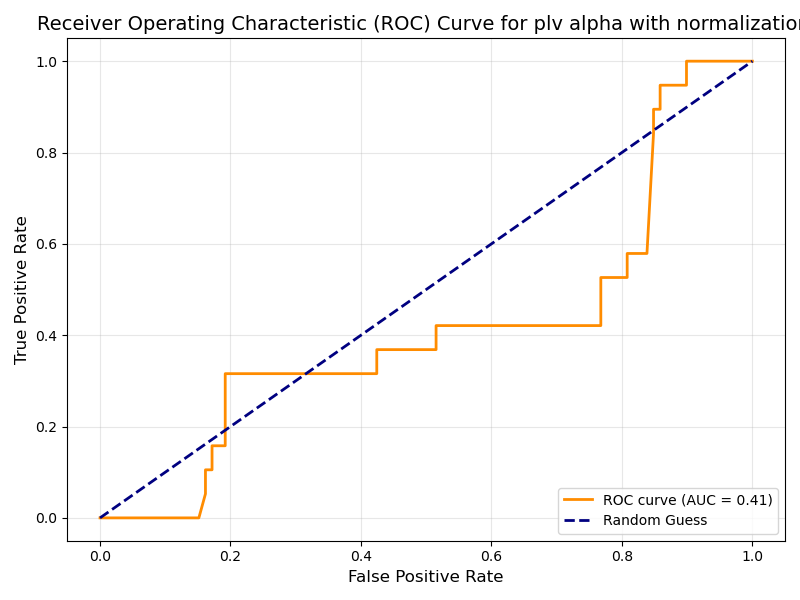 Receiver Operating Characteristic (ROC) Curve for plv alpha with normalization
True Positive Rate
1.0
0.8
0.6
0.4
0.2
0.0
0.0 0.2 0.4 0.6 0.8 1.0
False Positive Rate
ROC curve (AUC = 0.41)
Random Guess